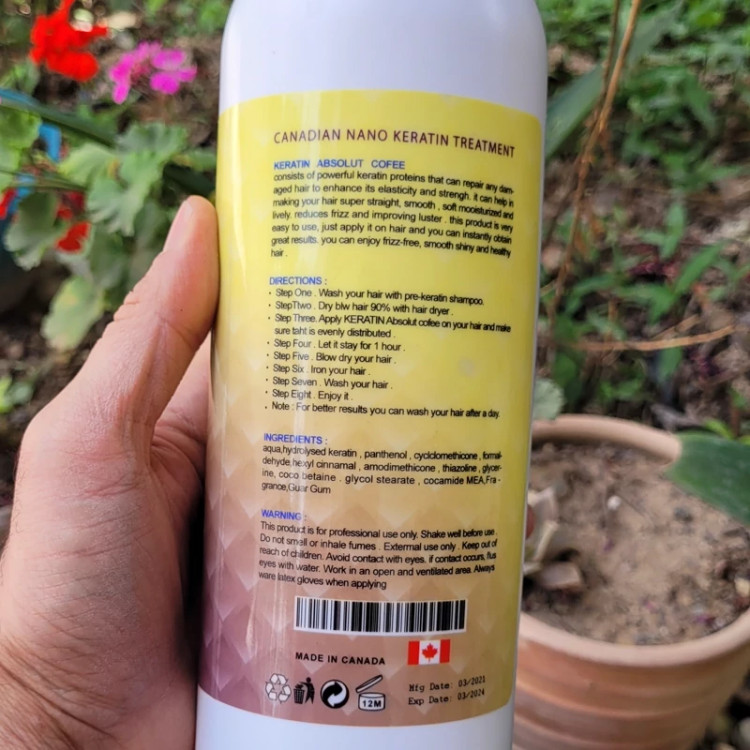 CANADIAN NANO KERATIN TREATMENT
KERATIN ABSOLUT COFEE
consists of powerful keratin proteins that can repair any dam-
aged hair to enhance its elasticity and strengh. it can help in
making your hair super straight, smooth , soft mooisturized and
lively. reduces frizz and improving luster . this product is very
easy to use, just apply it on hair and you can instantly obtain
great results. you can enjoy frizz-free, smooth shiny and healthy
hair .
DIRECTIONS :
· Step One . Wash your hair with pre-keratin shampoo.
· StepTtwo . Dry blw hair 90% with hair dryer .
· Step Three. Apply KERATIN Absolut cofee on your hair and make
sure taht is evenly distributed .
· Step Four . Let it stay for 1 hour .
· Step Five . Blow dry your hair .
· Step Six . Iron your hair .
· Step Seven . Wash your hair .
· Step Eight . Enjoy it .
· Note : For better results you can wash your hair after a day.
INGREDIENTS :
aqua,hydrolysed keratin , panthenol , cyclclomethicone , formal-
dehyde,hexyl cinnamal , amodimethicone , thiazoline , glycer-
ine, coco betaine . glycol stearate , cocamide MEA,Fra -
grance,Guar Gum
WARNING :
This product is for professional use only. Shake well before use .
Do not smell or inhale fumes . Extermal use only . Keep out of
reach of children. Avoid contact with eyes. if contact occurs, flus
eyes with water. Work in an open and ventilated area. Always
ware latex gloves when applying
MADE IN CANADA
12M
Mfg Date: 03/2021
Exp Date: 03/2024